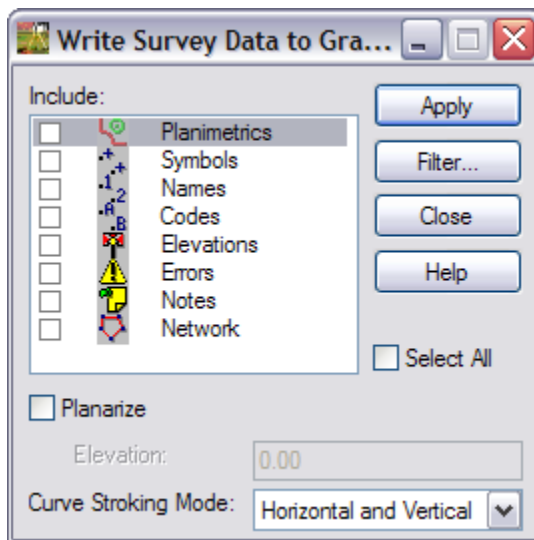 Write Survey Data to Gra...
Include:
Apply
Planimetrics
Symbols
Filter...
Names
Codes
Close
Elevations
Errors
Help
Notes
Network
Select All
Planarize
Elevation:
0.00
Curve Stroking Mode:
Horizontal and Vertical